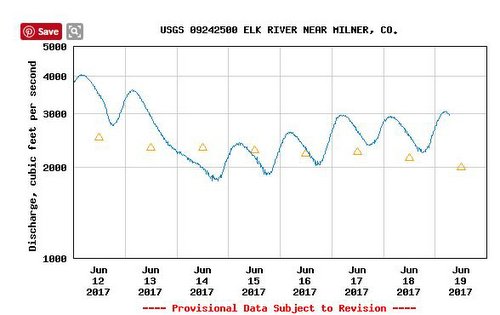 Save
USGS 09242500 ELK RIVER NEAR MILNER, CO.
Discharge, cubic feet per second
5000
4000
3000
2000
1000
Jun Jun Jun Jun Jun Jun Jun Jun
12 13 14 15 16 17 18 19
2017 2017 2017 2017 2017 2017 2017 2017
---- Provisional Data Subject to Revision ----